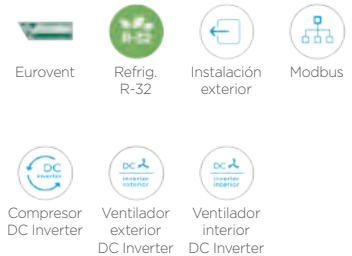 R-32
Eurovent
Refrig.
R-32
Instalación
exterior
Modbus
DC
inverter
DC
inverter
exterior
DC
inverter
interior
Compresor
DC Inverter
Ventilador
exterior
DC Inverter
Ventilador
interior
DC Inverter